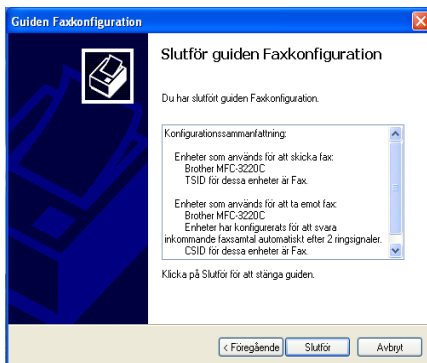 Guiden Faxkonfiguration
Slutför guiden Faxkonfiguration
Du har slutfört guiden Faxkonfiguration.
Konfigurationssammanfattning:
Enheter som används för att skicka fax:
Brother MFC-3220C
TSID för dessa enheter är Fax.
Enheter som används för att ta emot fax:
Brother MFC-3220C
Enheter har konfigurerats för att svara
inkommande faxsamtal automatiskt efter 2 ringsignaler.
CSID för dessa enheter är Fax.
Klicka på Slutför för att stänga guiden.
< Föregående
Slutför
Avbryt